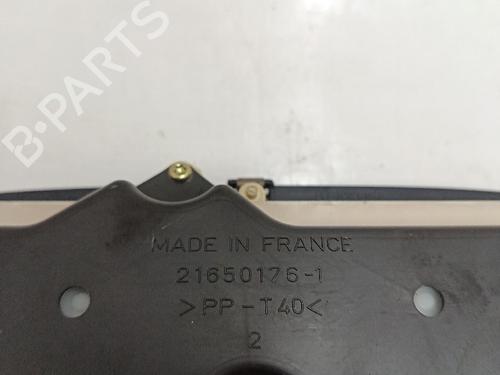 B-PARTS
MADE IN FRANCE
21650176-1
>PP-T40<
2